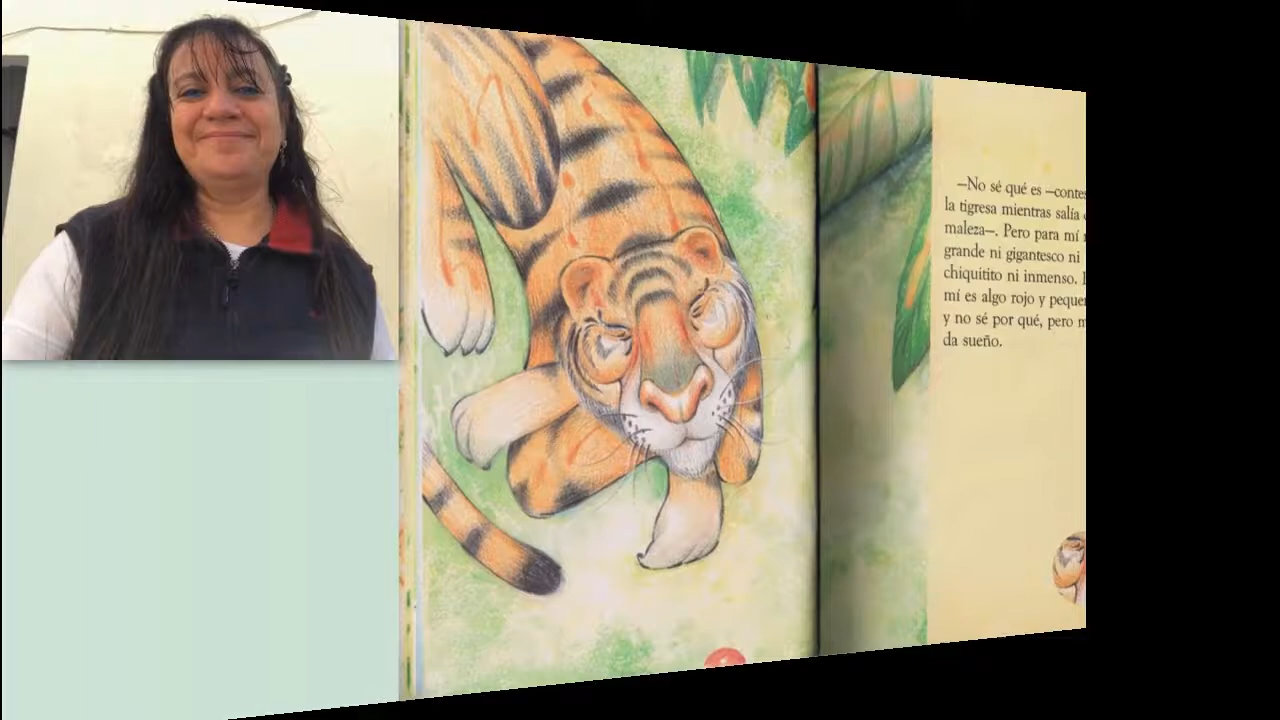 —No sé qué es —contes
la tigresa mientras salía
maleza—. Pero para mí
grande ni gigantesco ni
chiquitito ni inmenso.
mí es algo rojo y peque
y no sé por qué, pero m
da sueño.